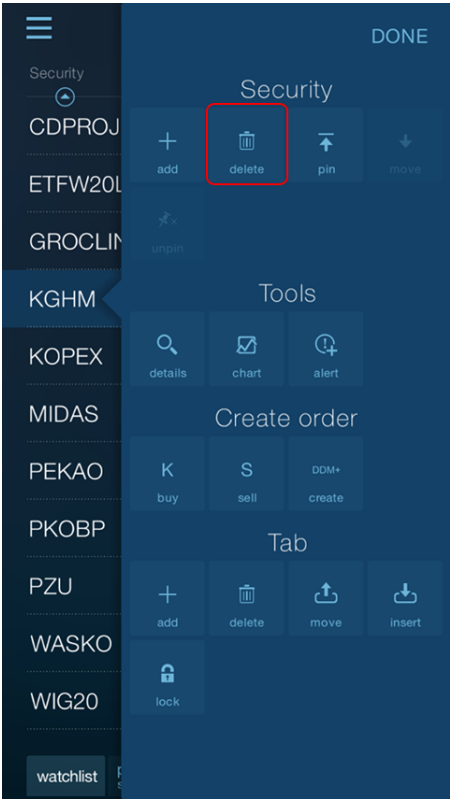 DONE
Security
Security
CDPROJ
add
delete
pin
move
ETFW20L
unpin
GROCLIN
KGHM
Tools
details
chart
alert
KOPEX
MIDAS
Create order
PEKAO
K
S
DDM+
buy
sell
create
PKOBP
Tab
PZU
add
delete
move
insert
WASKO
WIG20
lock
watchlist